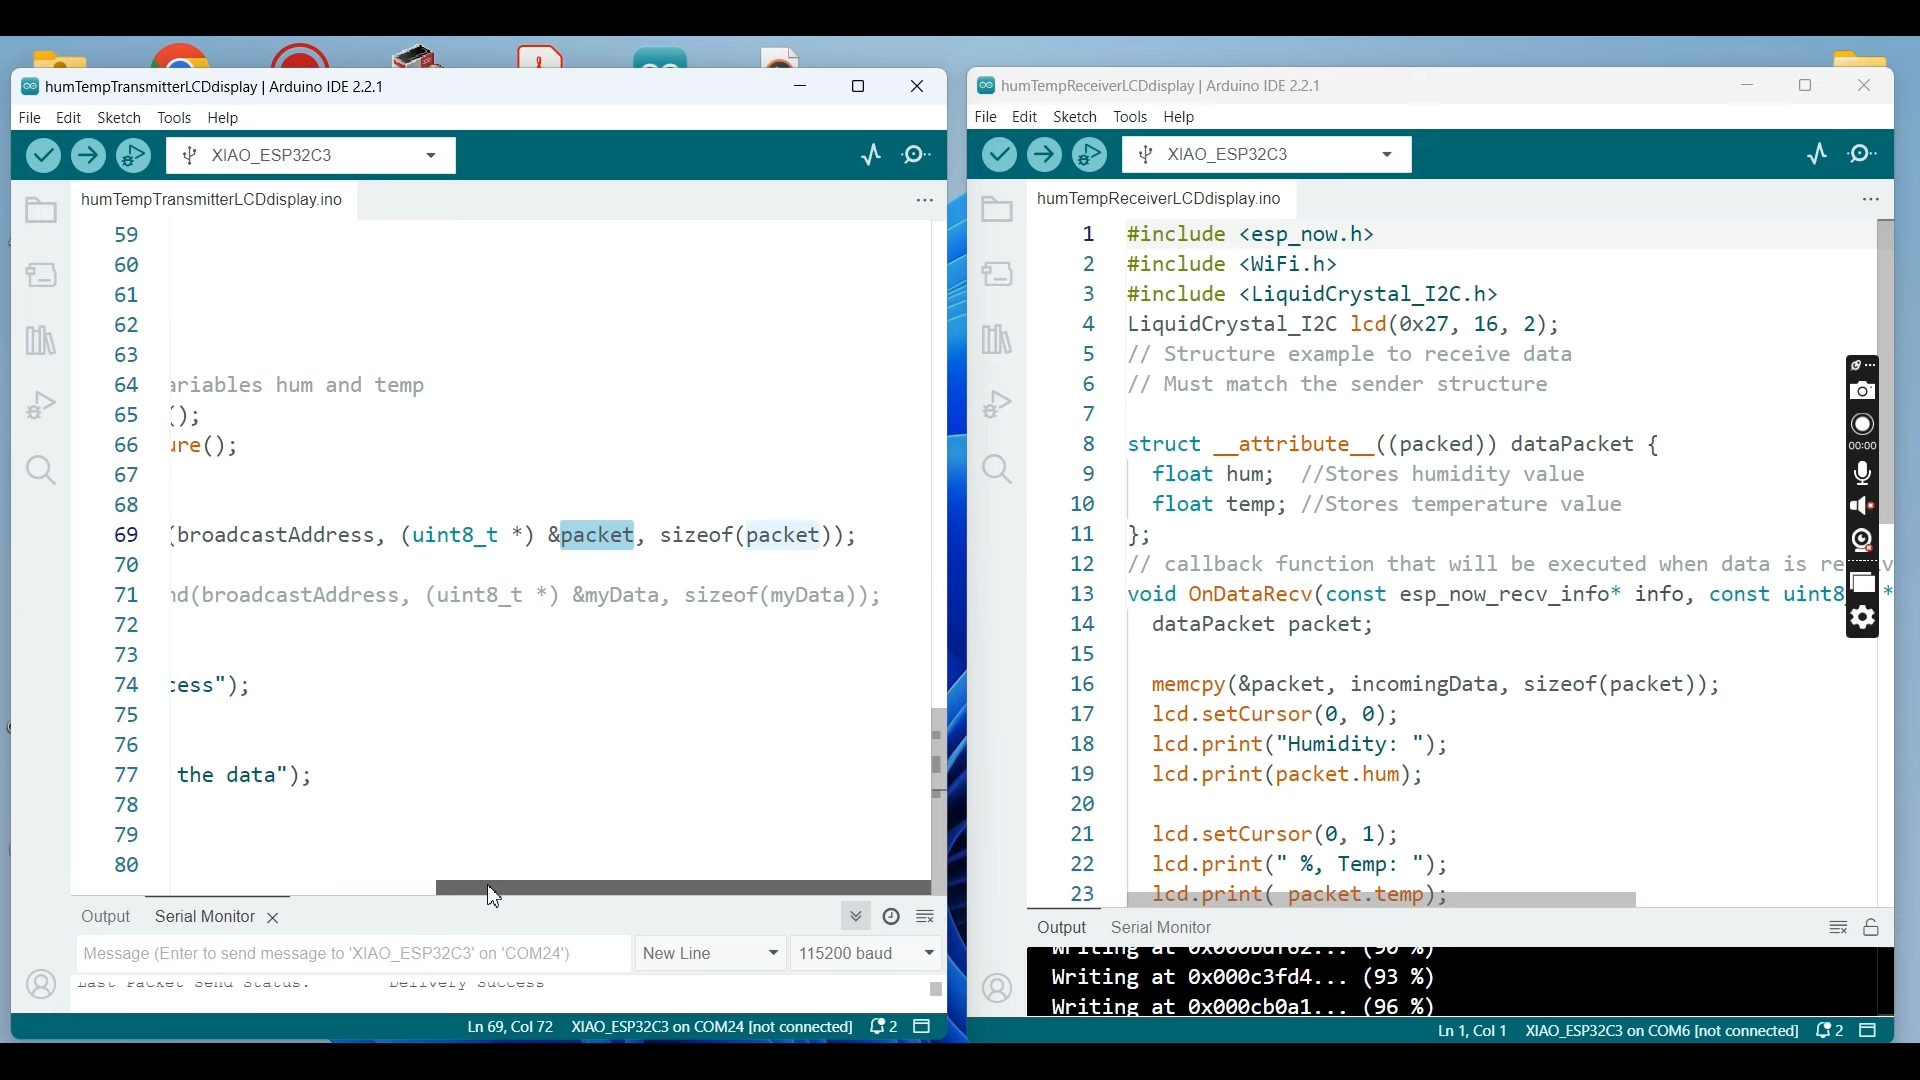 humTempTransmitterLCDdisplay | Arduino IDE 2.2.1
File Edit Sketch Tools Help
XIAO_ESP32C3
humTempTransmitterLCDdisplay.ino
59
60
61
62
63
64 ariables hum and temp
65 ();
66 ure();
67
68
69 (broadcastAddress, (uint8_t *) &packet, sizeof(packet));
70
71 nd(broadcastAddress, (uint8_t *) &myData, sizeof(myData));
72
73
74 cess");
75
76
77 the data");
78
79
80
Output Serial Monitor
Message (Enter to send message to 'XIAO_ESP32C3' on 'COM24')
New Line
115200 baud
Last Packet Send Status: Delivery Success
Ln 69, Col 72 XIAO_ESP32C3 on COM24 [not connected] 2
humTempReceiverLCDdisplay | Arduino IDE 2.2.1
File Edit Sketch Tools Help
XIAO_ESP32C3
humTempReceiverLCDdisplay.ino
1 #include <esp_now.h>
2 #include <WiFi.h>
3 #include <LiquidCrystal_I2C.h>
4 LiquidCrystal_I2C lcd(0x27, 16, 2);
5 // Structure example to receive data
6 // Must match the sender structure
7
8 struct __attribute__((packed)) dataPacket {
9 float hum; //Stores humidity value
10 float temp; //Stores temperature value
11 };
12 // callback function that will be executed when data is re
13 void OnDataRecv(const esp_now_recv_info* info, const uint8 *
14 dataPacket packet;
15
16 memcpy(&packet, incomingData, sizeof(packet));
17 lcd.setCursor(0, 0);
18 lcd.print("Humidity: ");
19 lcd.print(packet.hum);
20
21 lcd.setCursor(0, 1);
22 lcd.print(" %, Temp: ");
23 lcd.print( packet.temp);
00:00
Output Serial Monitor
Writing at 0x000bdf62... (90 %)
Writing at 0x000c3fd4... (93 %)
Writing at 0x000cb0a1... (96 %)
Ln 1, Col 1 XIAO_ESP32C3 on COM6 [not connected] 2